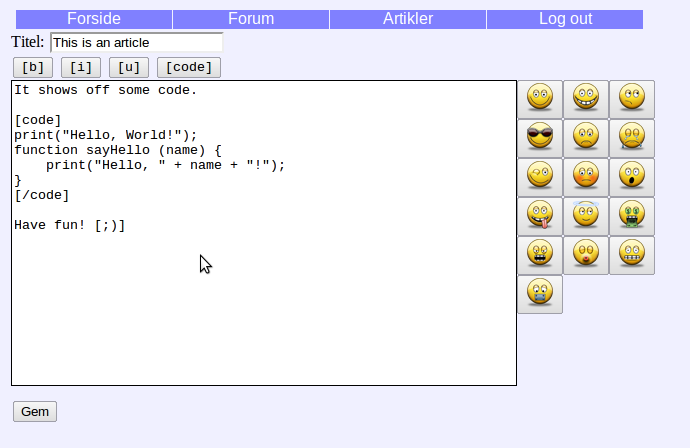 Forside Forum Artikler Log out
Titel: This is an article
[b] [i] [u] [code]
It shows off some code.
[code]
print("Hello, World!");
function sayHello (name) {
    print("Hello, " + name + "!");
}
[/code]
Have fun! [;)]
Gem